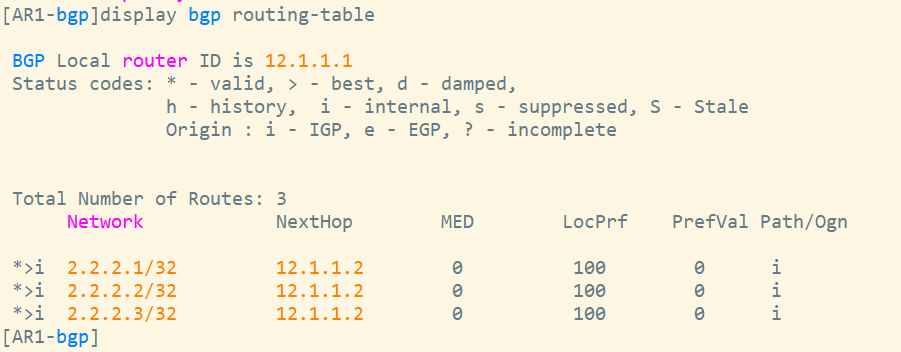 [AR1-bgp]display bgp routing-table
BGP Local router ID is 12.1.1.1
Status codes: * - valid, > - best, d - damped,
h - history,  i - internal, s - suppressed, S - Stale
Origin : i - IGP, e - EGP, ? - incomplete
Total Number of Routes: 3
Network NextHop MED LocPrf PrefVal Path/Ogn
*>i 2.2.2.1/32 12.1.1.2 0 100 0 i
*>i 2.2.2.2/32 12.1.1.2 0 100 0 i
*>i 2.2.2.3/32 12.1.1.2 0 100 0 i
[AR1-bgp]